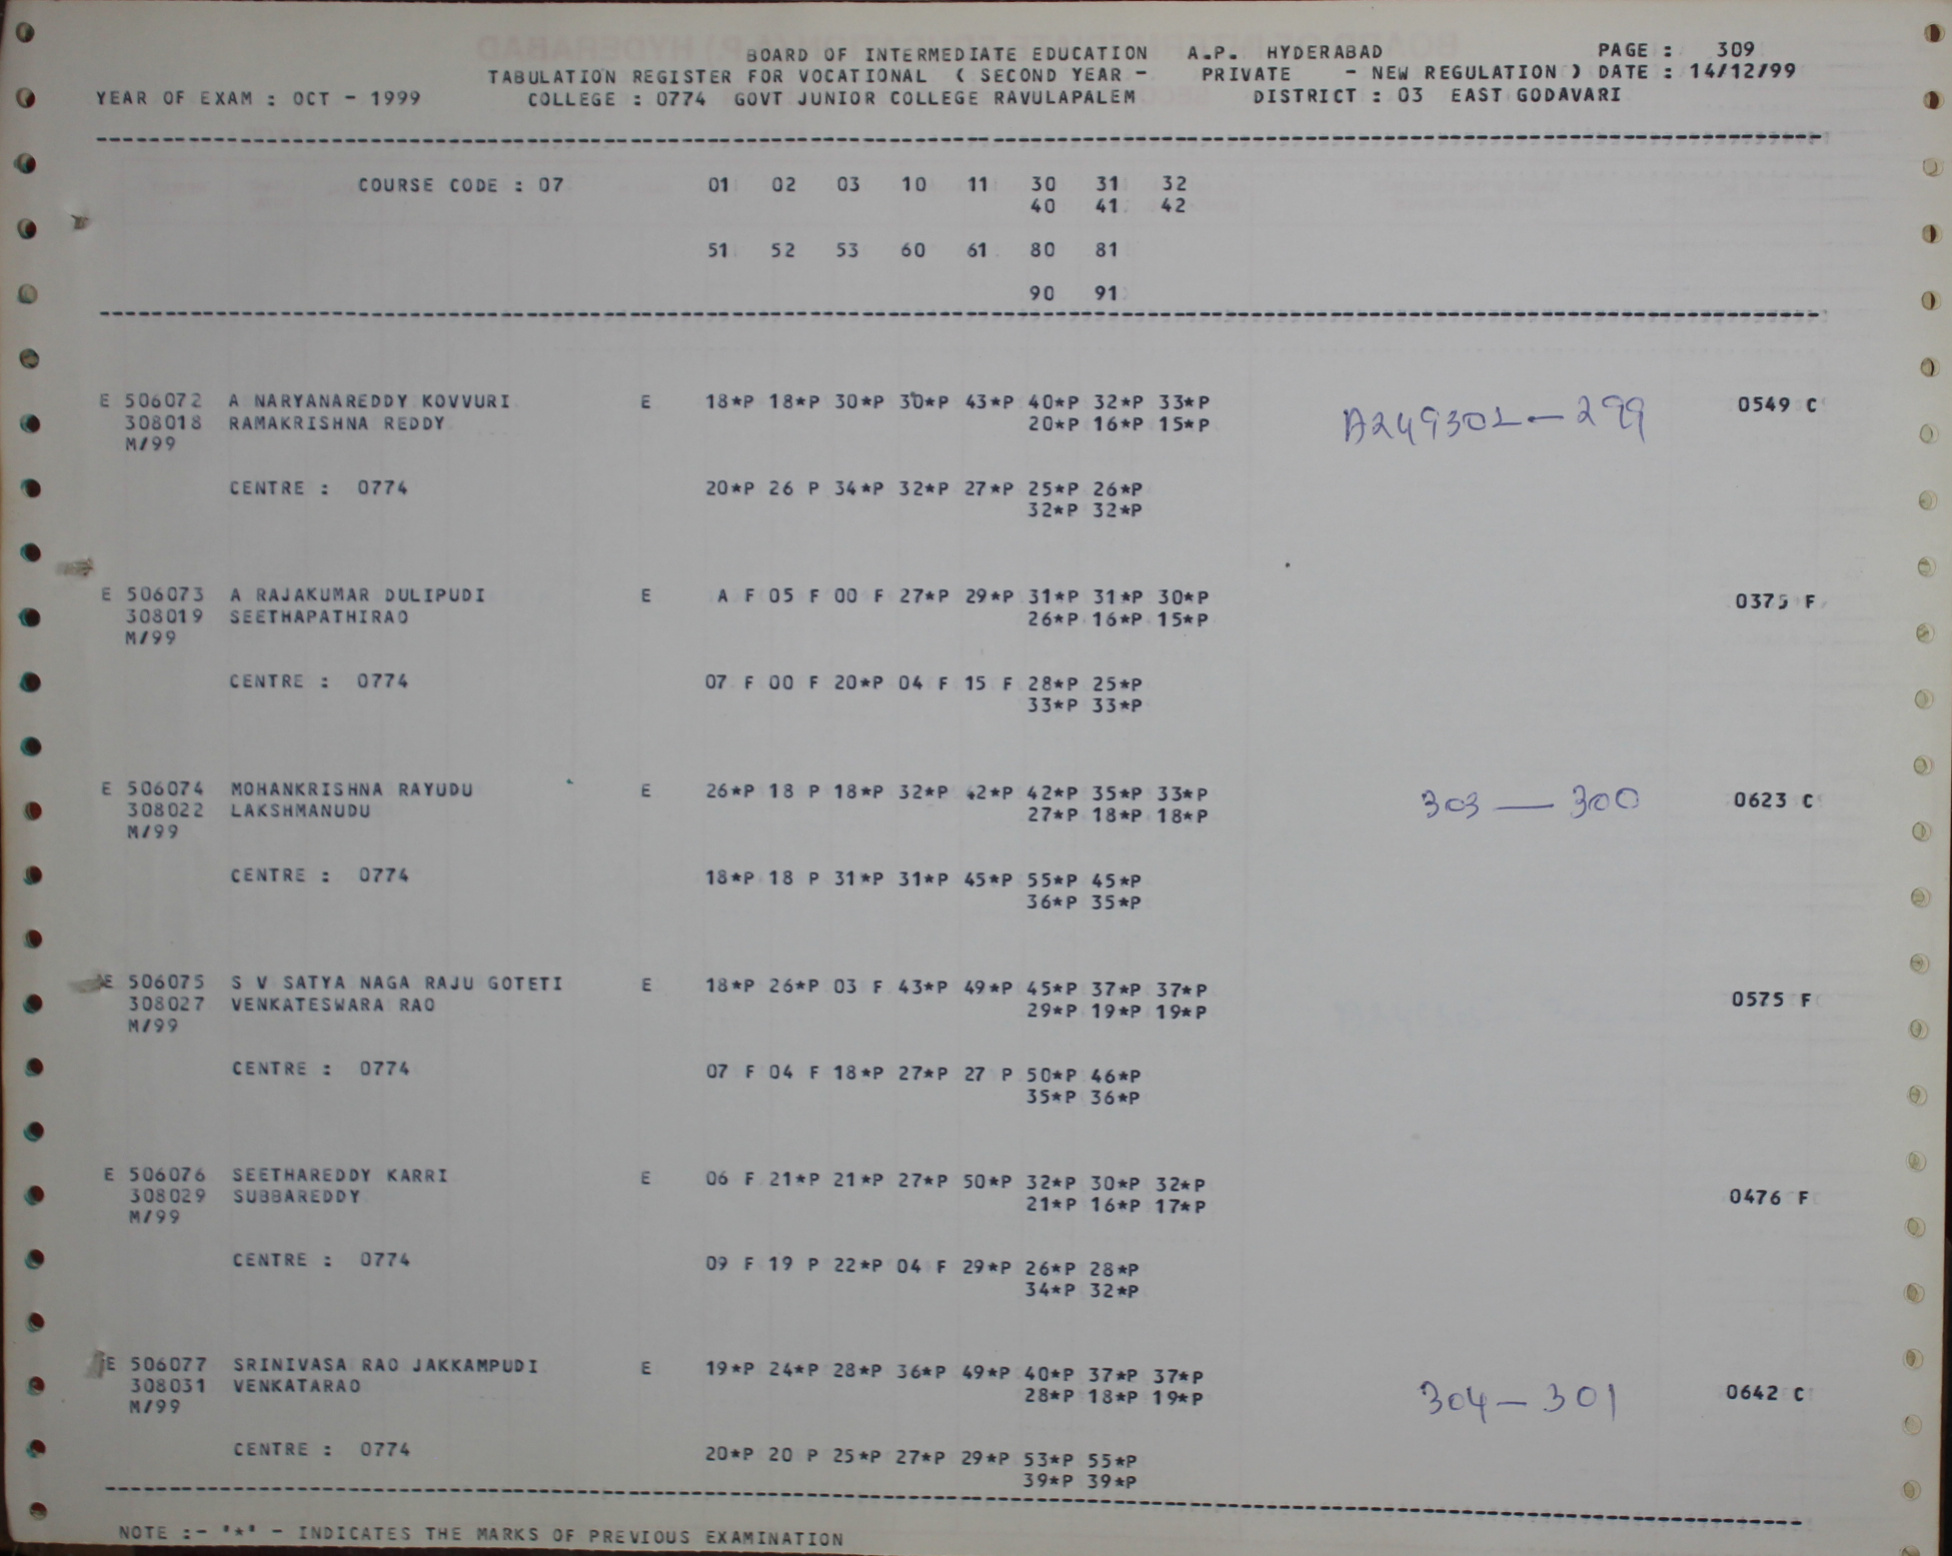 BOARD OF INTERMEDIATE EDUCATION A.P. HYDERABAD PAGE : 309
TABULATION REGISTER FOR VOCATIONAL ( SECOND YEAR - PRIVATE - NEW REGULATION ) DATE : 14/12/99
YEAR OF EXAM : OCT - 1999 COLLEGE : 0774 GOVT JUNIOR COLLEGE RAVULAPALEM DISTRICT : 03 EAST GODAVARI
COURSE CODE : 07 01 02 03 10 11 30 31 32
40 41 42
51 52 53 60 61 80 81
90 91
E 506072 A NARYANAREDDY KOVVURI E 18*P 18*P 30*P 30*P 43*P 40*P 32*P 33*P 0549 C
308018 RAMAKRISHNA REDDY 20*P 16*P 15*P A249302 — 299
M/99
CENTRE : 0774 20*P 26 P 34*P 32*P 27*P 25*P 26*P
32*P 32*P
E 506073 A RAJAKUMAR DULIPUDI E A F 05 F 00 F 27*P 29*P 31*P 31*P 30*P 0375 F
308019 SEETHAPATHIRAO 26*P 16*P 15*P
M/99
CENTRE : 0774 07 F 00 F 20*P 04 F 15 F 28*P 25*P
33*P 33*P
E 506074 MOHANKRISHNA RAYUDU E 26*P 18 P 18*P 32*P 42*P 42*P 35*P 33*P 303 — 300 0623 C
308022 LAKSHMANUDU 27*P 18*P 18*P
M/99
CENTRE : 0774 18*P 18 P 31*P 31*P 45*P 55*P 45*P
36*P 35*P
E 506075 S V SATYA NAGA RAJU GOTETI E 18*P 26*P 03 F 43*P 49*P 45*P 37*P 37*P 0575 F
308027 VENKATESWARA RAO 29*P 19*P 19*P
M/99
CENTRE : 0774 07 F 04 F 18*P 27*P 27 P 50*P 46*P
35*P 36*P
E 506076 SEETHAREDDY KARRI E 06 F 21*P 21*P 27*P 50*P 32*P 30*P 32*P 0476 F
308029 SUBBAREDDY 21*P 16*P 17*P
M/99
CENTRE : 0774 09 F 19 P 22*P 04 F 29*P 26*P 28*P
34*P 32*P
E 506077 SRINIVASA RAO JAKKAMPUDI E 19*P 24*P 28*P 36*P 49*P 40*P 37*P 37*P 0642 C
308031 VENKATARAO 28*P 18*P 19*P 304 — 301
M/99
CENTRE : 0774 20*P 20 P 25*P 27*P 29*P 53*P 55*P
39*P 39*P
NOTE :- '*' - INDICATES THE MARKS OF PREVIOUS EXAMINATION